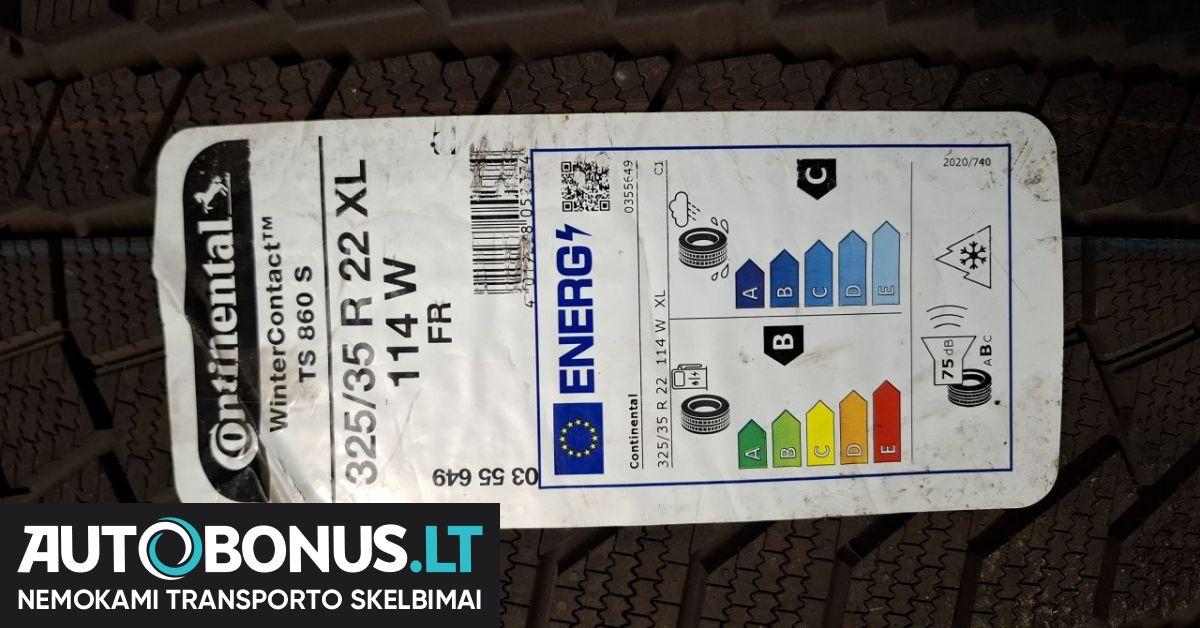 Continental
WinterContact™
TS 860 S
325/35 R 22 XL
114 W
FR
03 55 649
ENERG
Continental
325/35 R 22 114 W XL
0355649
C1
C
A
B
C
D
E
B
A
B
C
D
E
2020/740
75 dB
ABC
AUTOBONUS.LT
NEMOKAMI TRANSPORTO SKELBIMAI